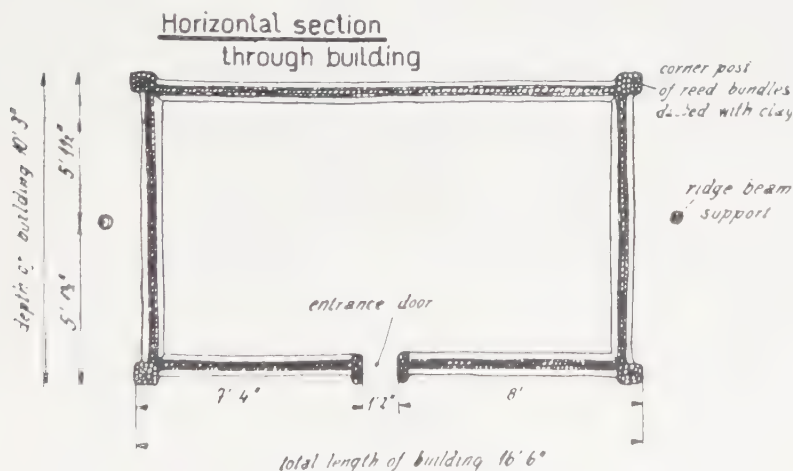 Horizontal section
through building
corner post
of reed bundles
with clay
ridge beam
support
depth of building 10' 3"
5' 1½"
5' 1½"
entrance door
7' 4"
1' 2"
8'
total length of building 16' 6"